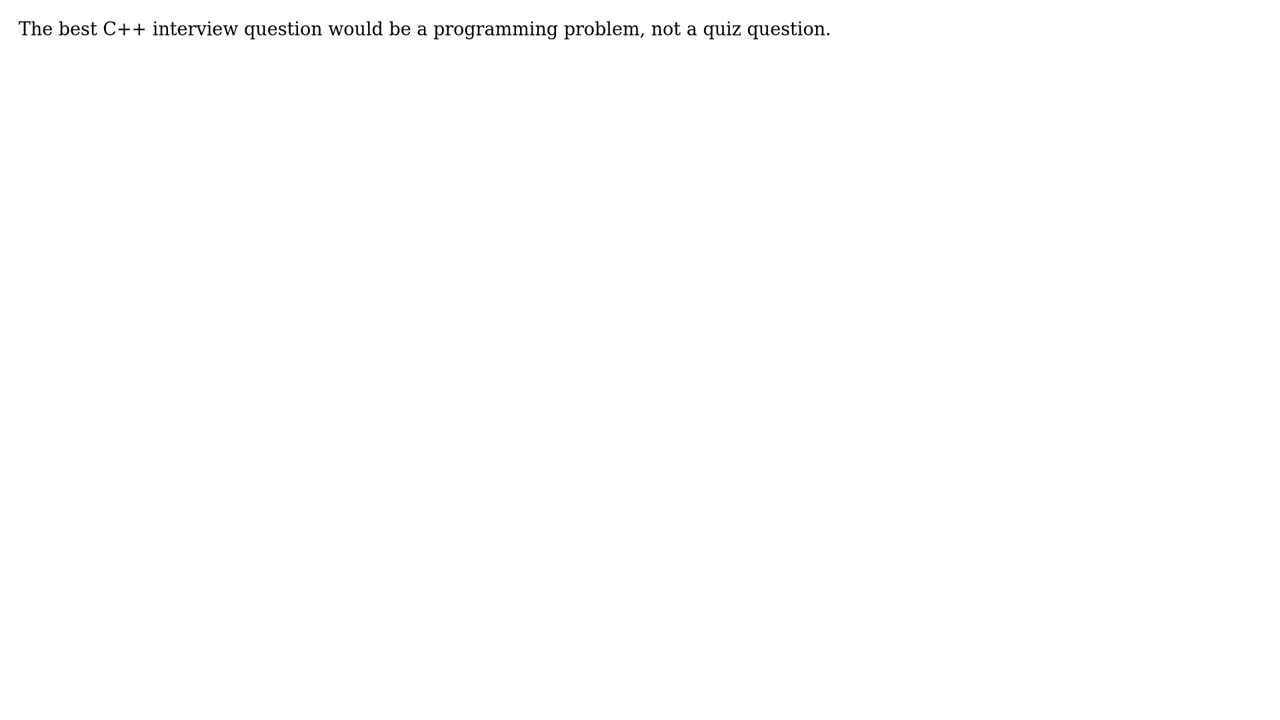 The best C++ interview question would be a programming problem, not a quiz question.